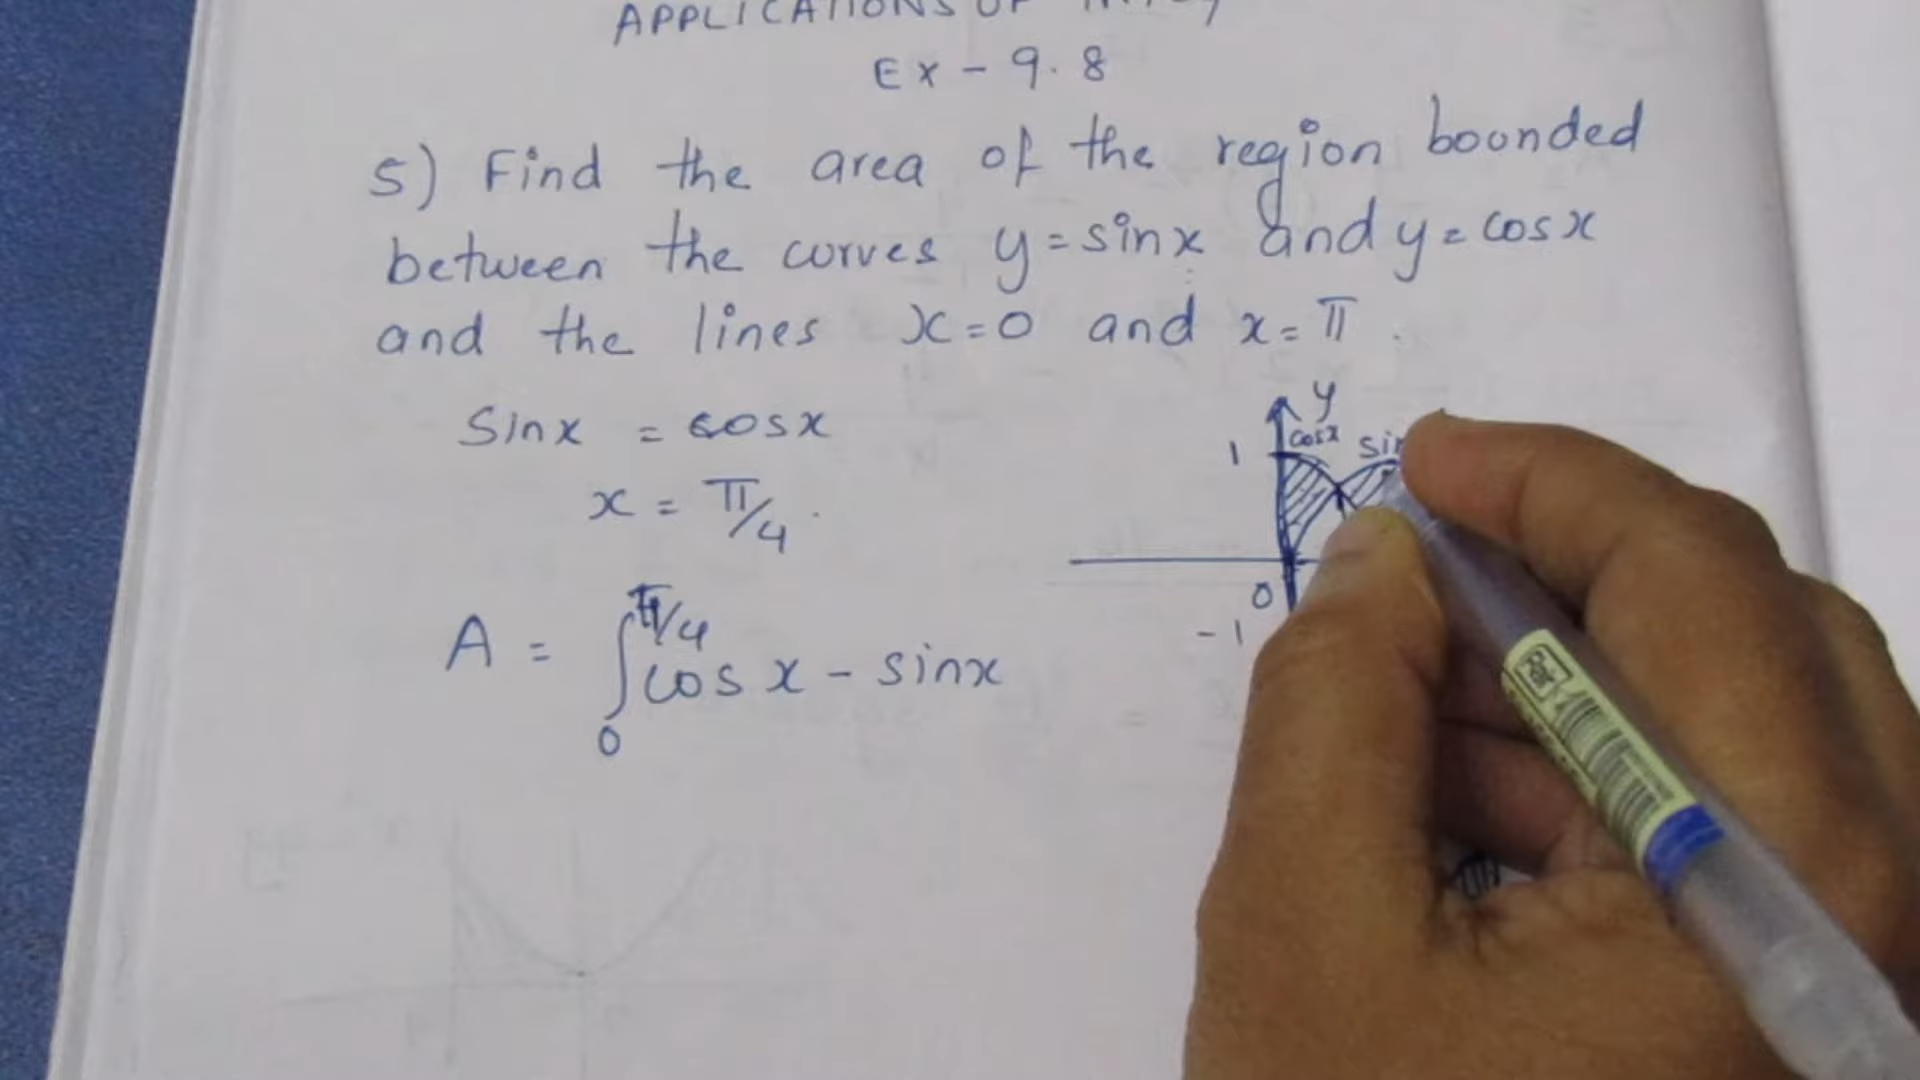 APPLICATIONS OF
Ex - 9.8
5) Find the area of the region bounded
between the curves y = sinx and y = cosx
and the lines x = 0 and x = π.
Sinx = cosx
x = π/4.
A = ∫₀^{π/4} cos x - sinx
y
cosx
1
0
-1